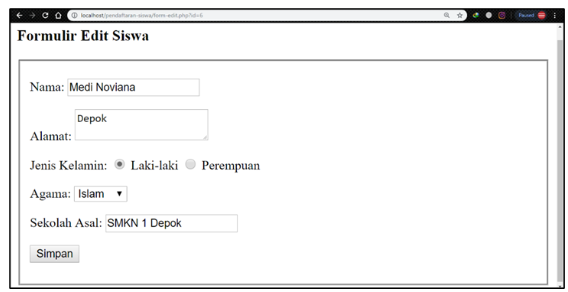 localhost/pendaftaran-siswa/form-edit.php?id=6
Paused
Formulir Edit Siswa
Nama: Medi Noviana
Alamat: Depok
Jenis Kelamin: Laki-laki Perempuan
Agama: Islam
Sekolah Asal: SMKN 1 Depok
Simpan